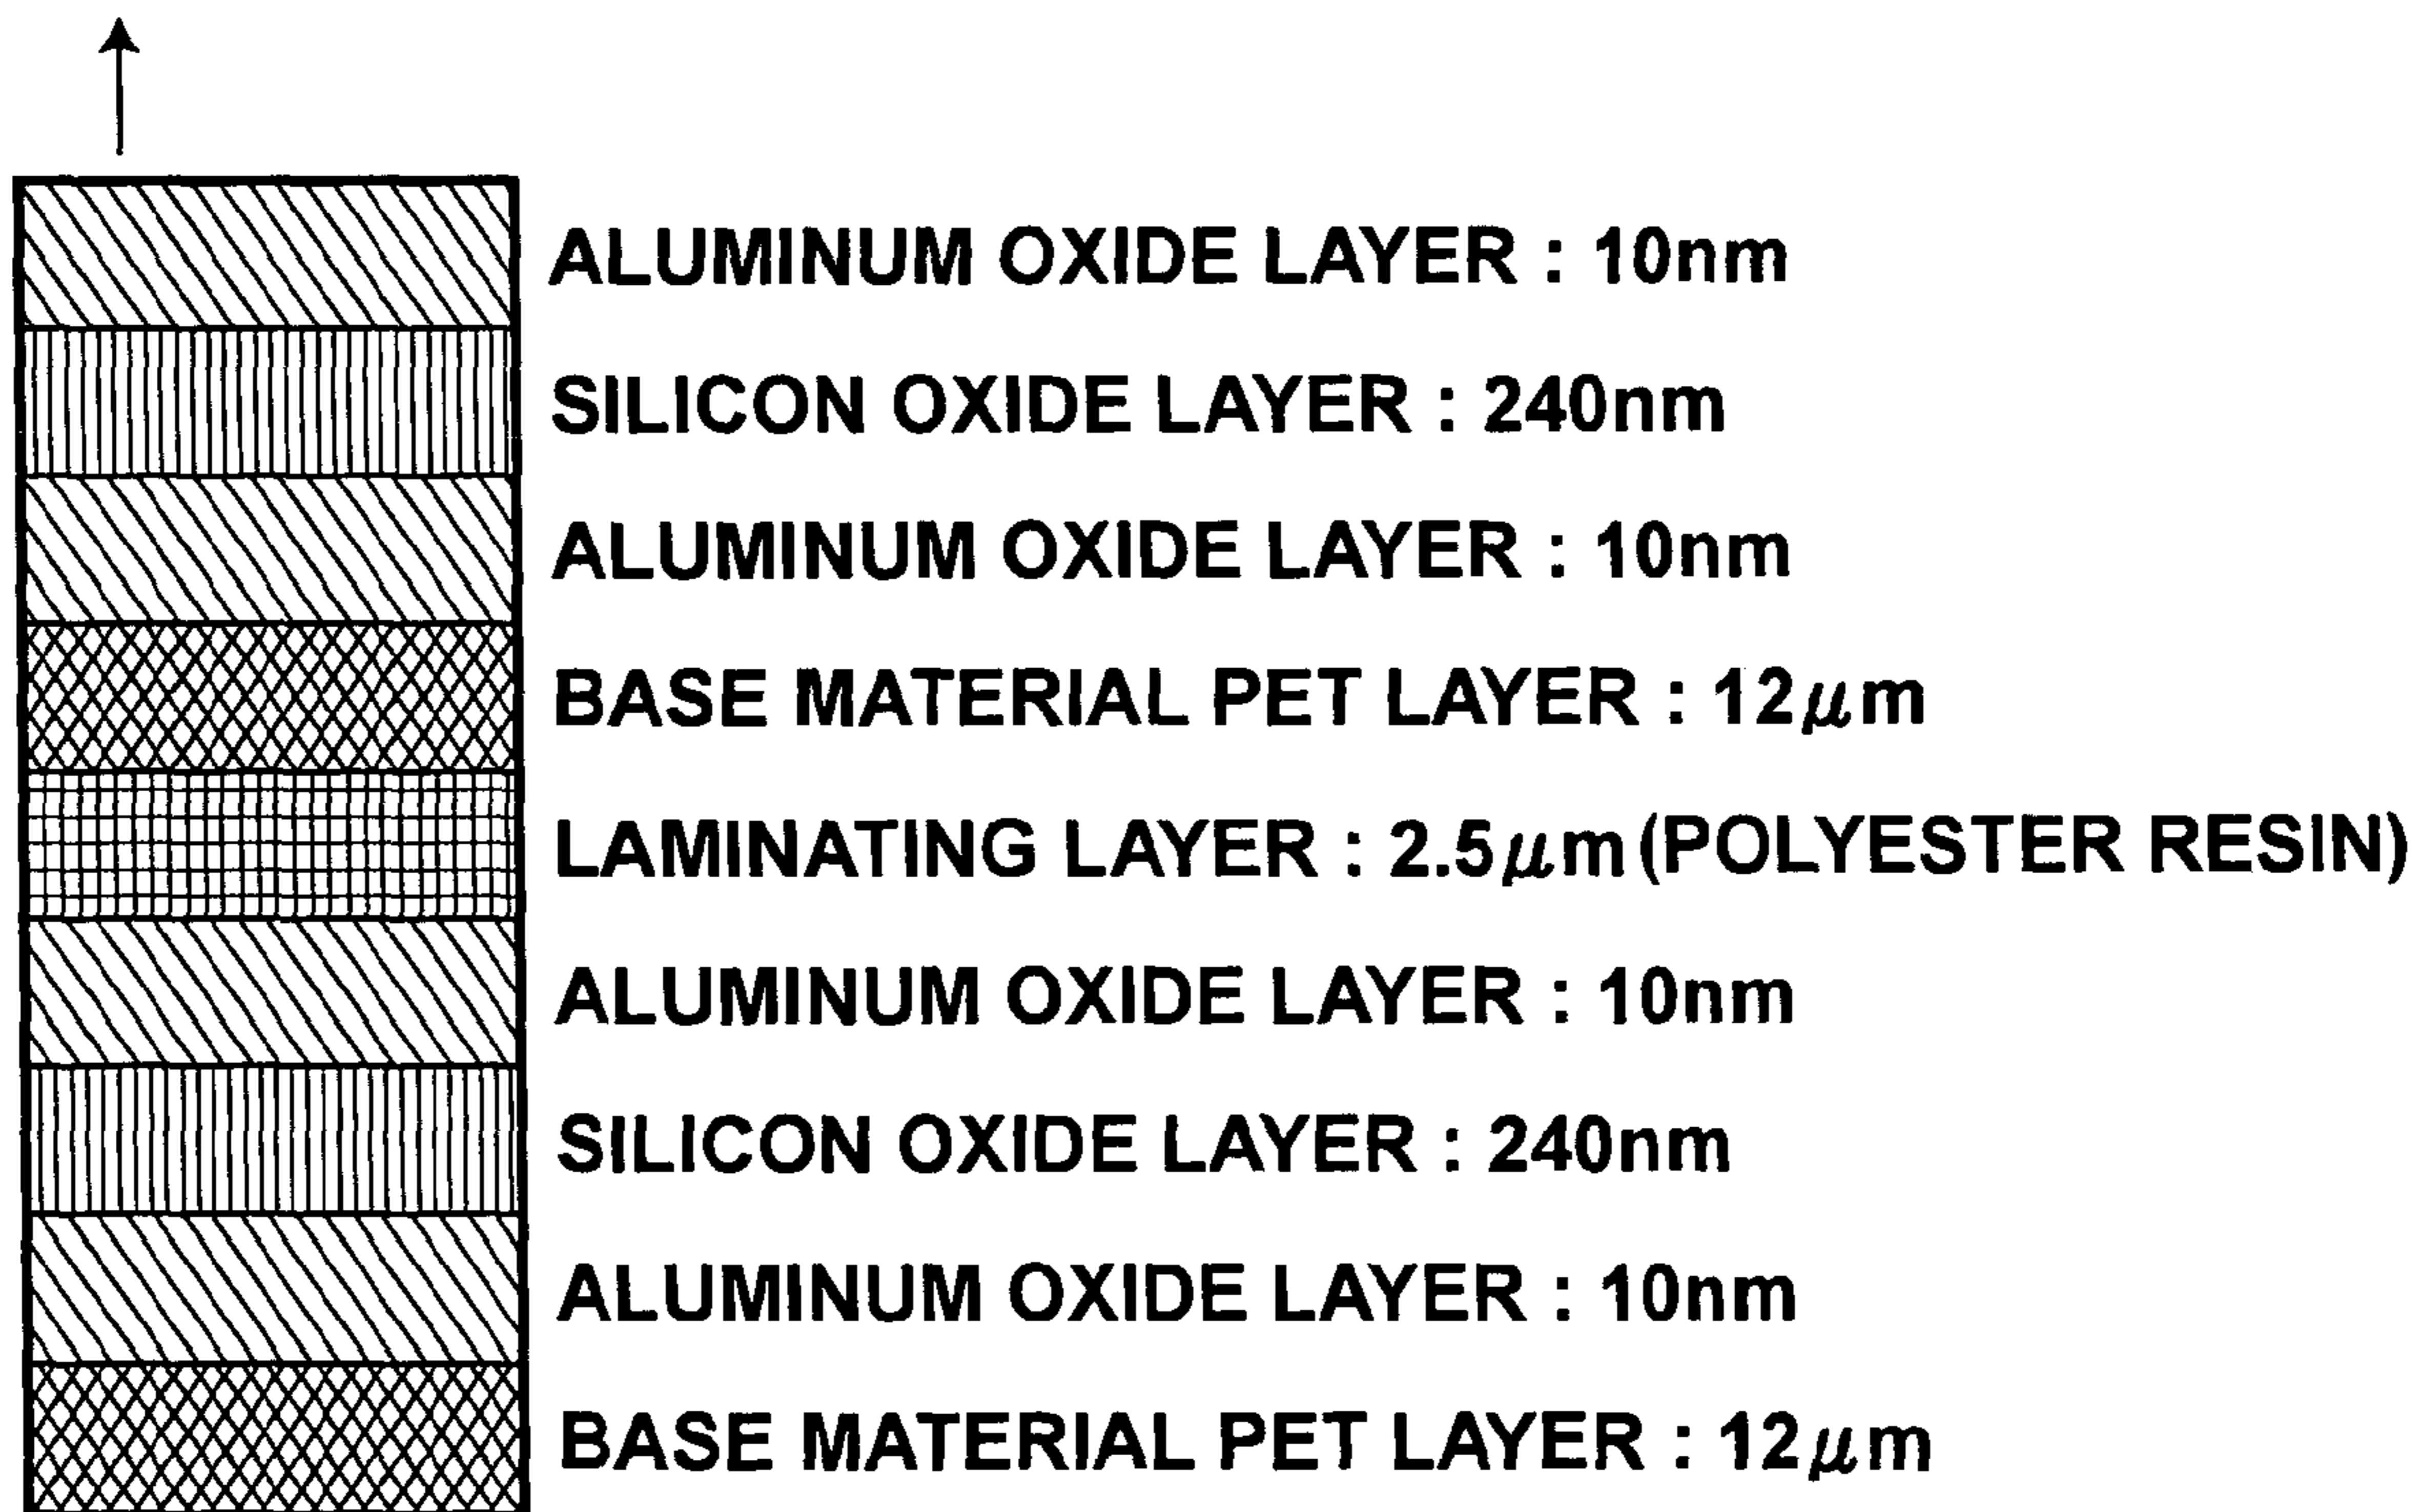 ALUMINUM OXIDE LAYER : 10nm
SILICON OXIDE LAYER : 240nm
ALUMINUM OXIDE LAYER : 10nm
BASE MATERIAL PET LAYER : 12μm
LAMINATING LAYER : 2.5μm(POLYESTER RESIN)
ALUMINUM OXIDE LAYER : 10nm
SILICON OXIDE LAYER : 240nm
ALUMINUM OXIDE LAYER : 10nm
BASE MATERIAL PET LAYER : 12μm